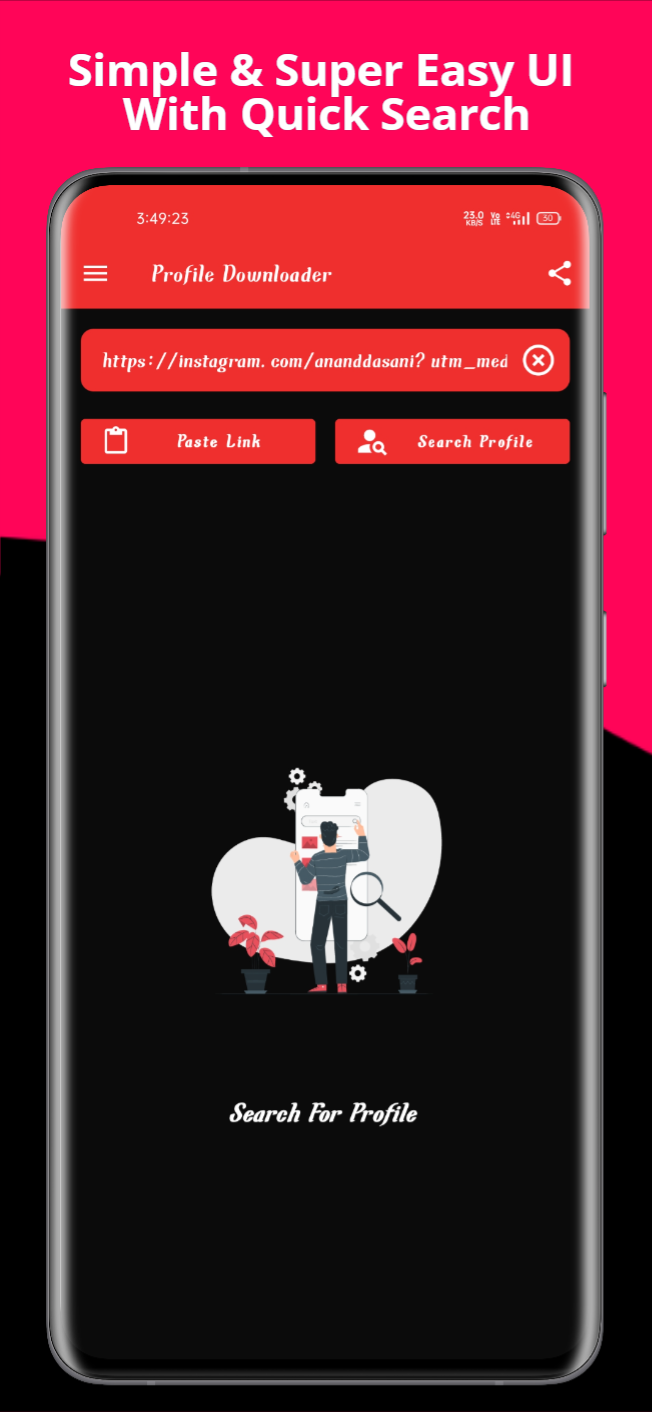 Simple & Super Easy UI
With Quick Search
3:49:23
23.0 KB/S Vo LTE 4G 30
Profile Downloader
https://instagram. com/ananddasani? utm_med
Paste Link
Search Profile
Search For Profile